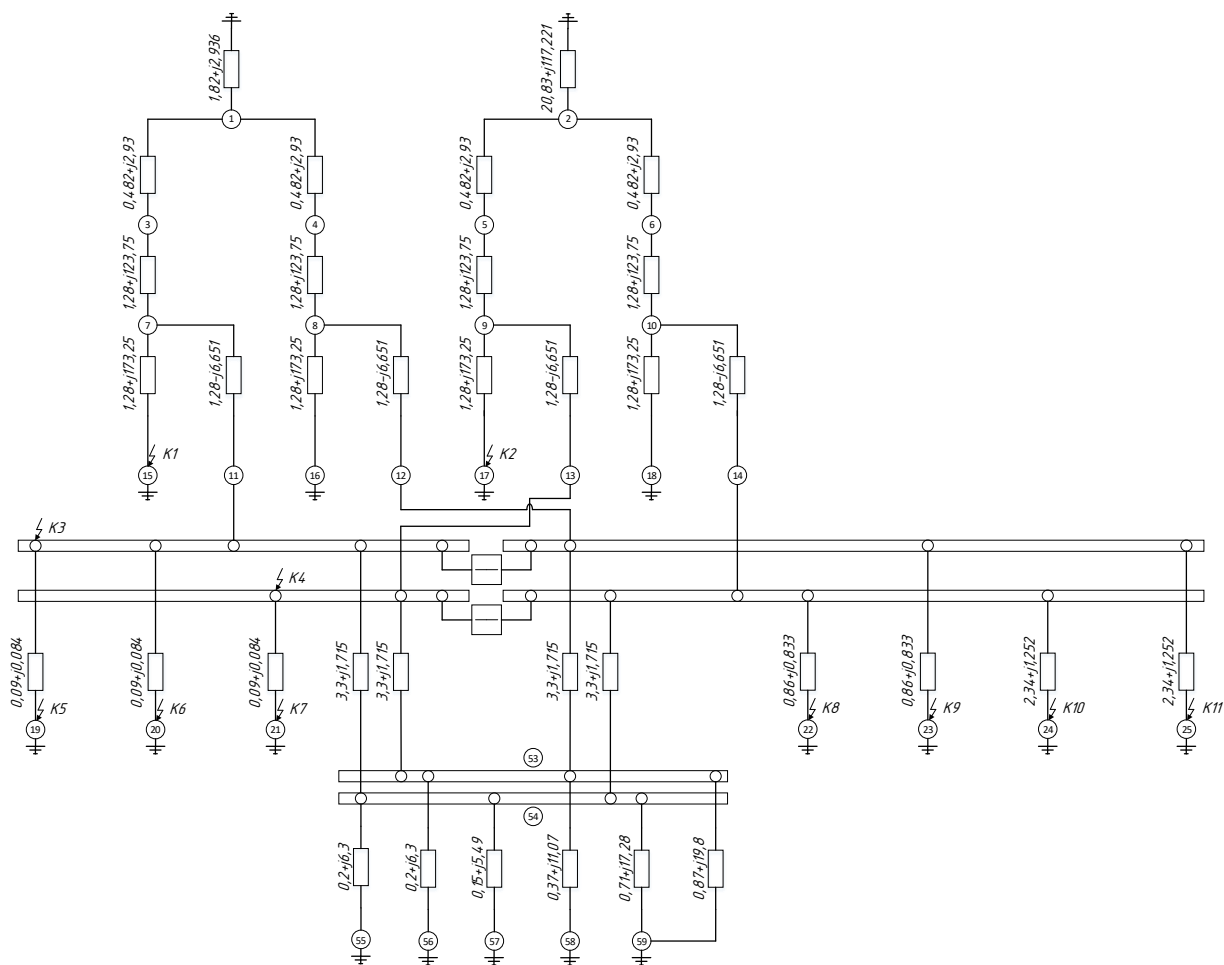 1,82+j2,936
20,83+j117,221
1
2
0,482+j2,93
0,482+j2,93
0,482+j2,93
0,482+j2,93
3
4
5
6
1,28+j123,75
1,28+j123,75
1,28+j123,75
1,28+j123,75
7
8
9
10
1,28+j173,25
1,28-j6,651
1,28+j173,25
1,28-j6,651
1,28+j173,25
1,28-j6,651
1,28+j173,25
1,28-j6,651
K1
K2
15
11
16
12
17
13
18
14
K3
K4
0,09+j0,084
0,09+j0,084
0,09+j0,084
3,3+j1,715
3,3+j1,715
3,3+j1,715
3,3+j1,715
0,86+j0,833
0,86+j0,833
2,34+j1,252
2,34+j1,252
K5
K6
K7
K8
K9
K10
K11
19
20
21
22
23
24
25
53
54
0,2+j6,3
0,2+j6,3
0,15+j5,49
0,37+j11,07
0,71+j17,28
0,87+j19,8
55
56
57
58
59